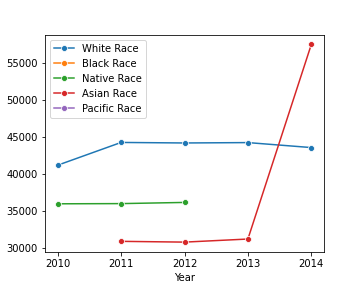 White Race
Black Race
Native Race
Asian Race
Pacific Race
55000
50000
45000
40000
35000
30000
2010 2011 2012 2013 2014
Year